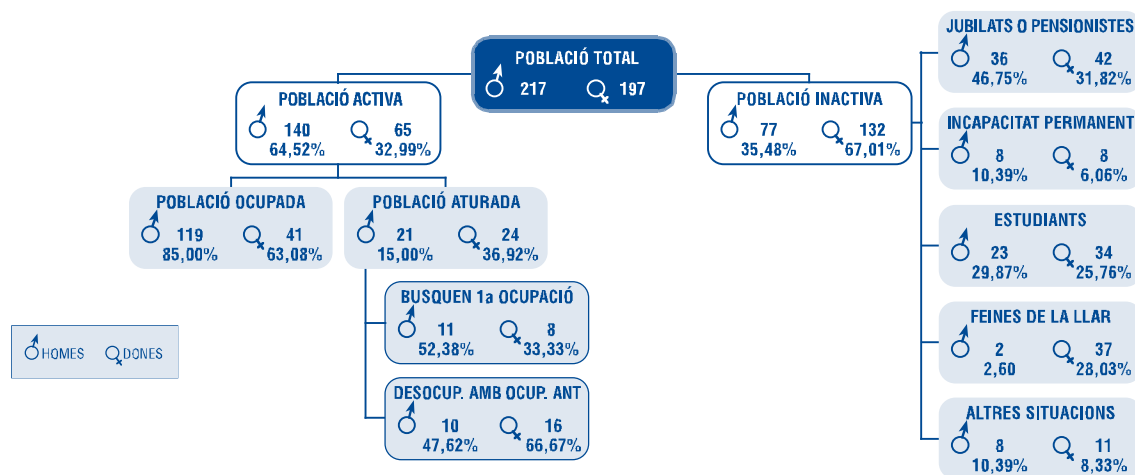 POBLACIÓ TOTAL
217 197
POBLACIÓ ACTIVA
140 65
64,52% 32,99%
POBLACIÓ INACTIVA
77 132
35,48% 67,01%
POBLACIÓ OCUPADA
119 41
85,00% 63,08%
POBLACIÓ ATURADA
21 24
15,00% 36,92%
BUSQUEN 1a OCUPACIÓ
11 8
52,38% 33,33%
DESOCUP. AMB OCUP. ANT
10 16
47,62% 66,67%
JUBILATS O PENSIONISTES
36 42
46,75% 31,82%
INCAPACITAT PERMANENT
8 8
10,39% 6,06%
ESTUDIANTS
23 34
29,87% 25,76%
FEINES DE LA LLAR
2 37
2,60 28,03%
ALTRES SITUACIONS
8 11
10,39% 8,33%
HOMES DONES